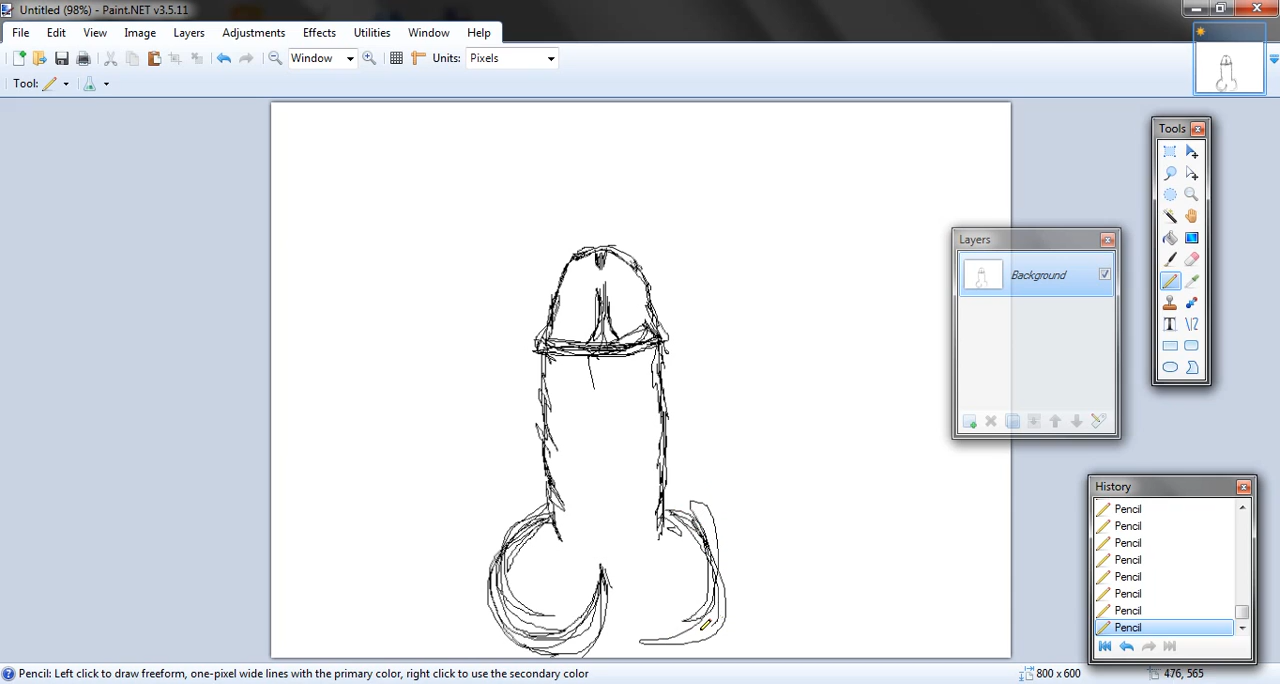 Untitled (98%) - Paint.NET v3.5.11
File Edit View Image Layers Adjustments Effects Utilities Window Help
Window Units: Pixels
Tool:
Tools
Layers
Background
History
Pencil
Pencil
Pencil
Pencil
Pencil
Pencil
Pencil
Pencil
Pencil: Left click to draw freeform, one-pixel wide lines with the primary color, right click to use the secondary color 800 x 600 476, 565